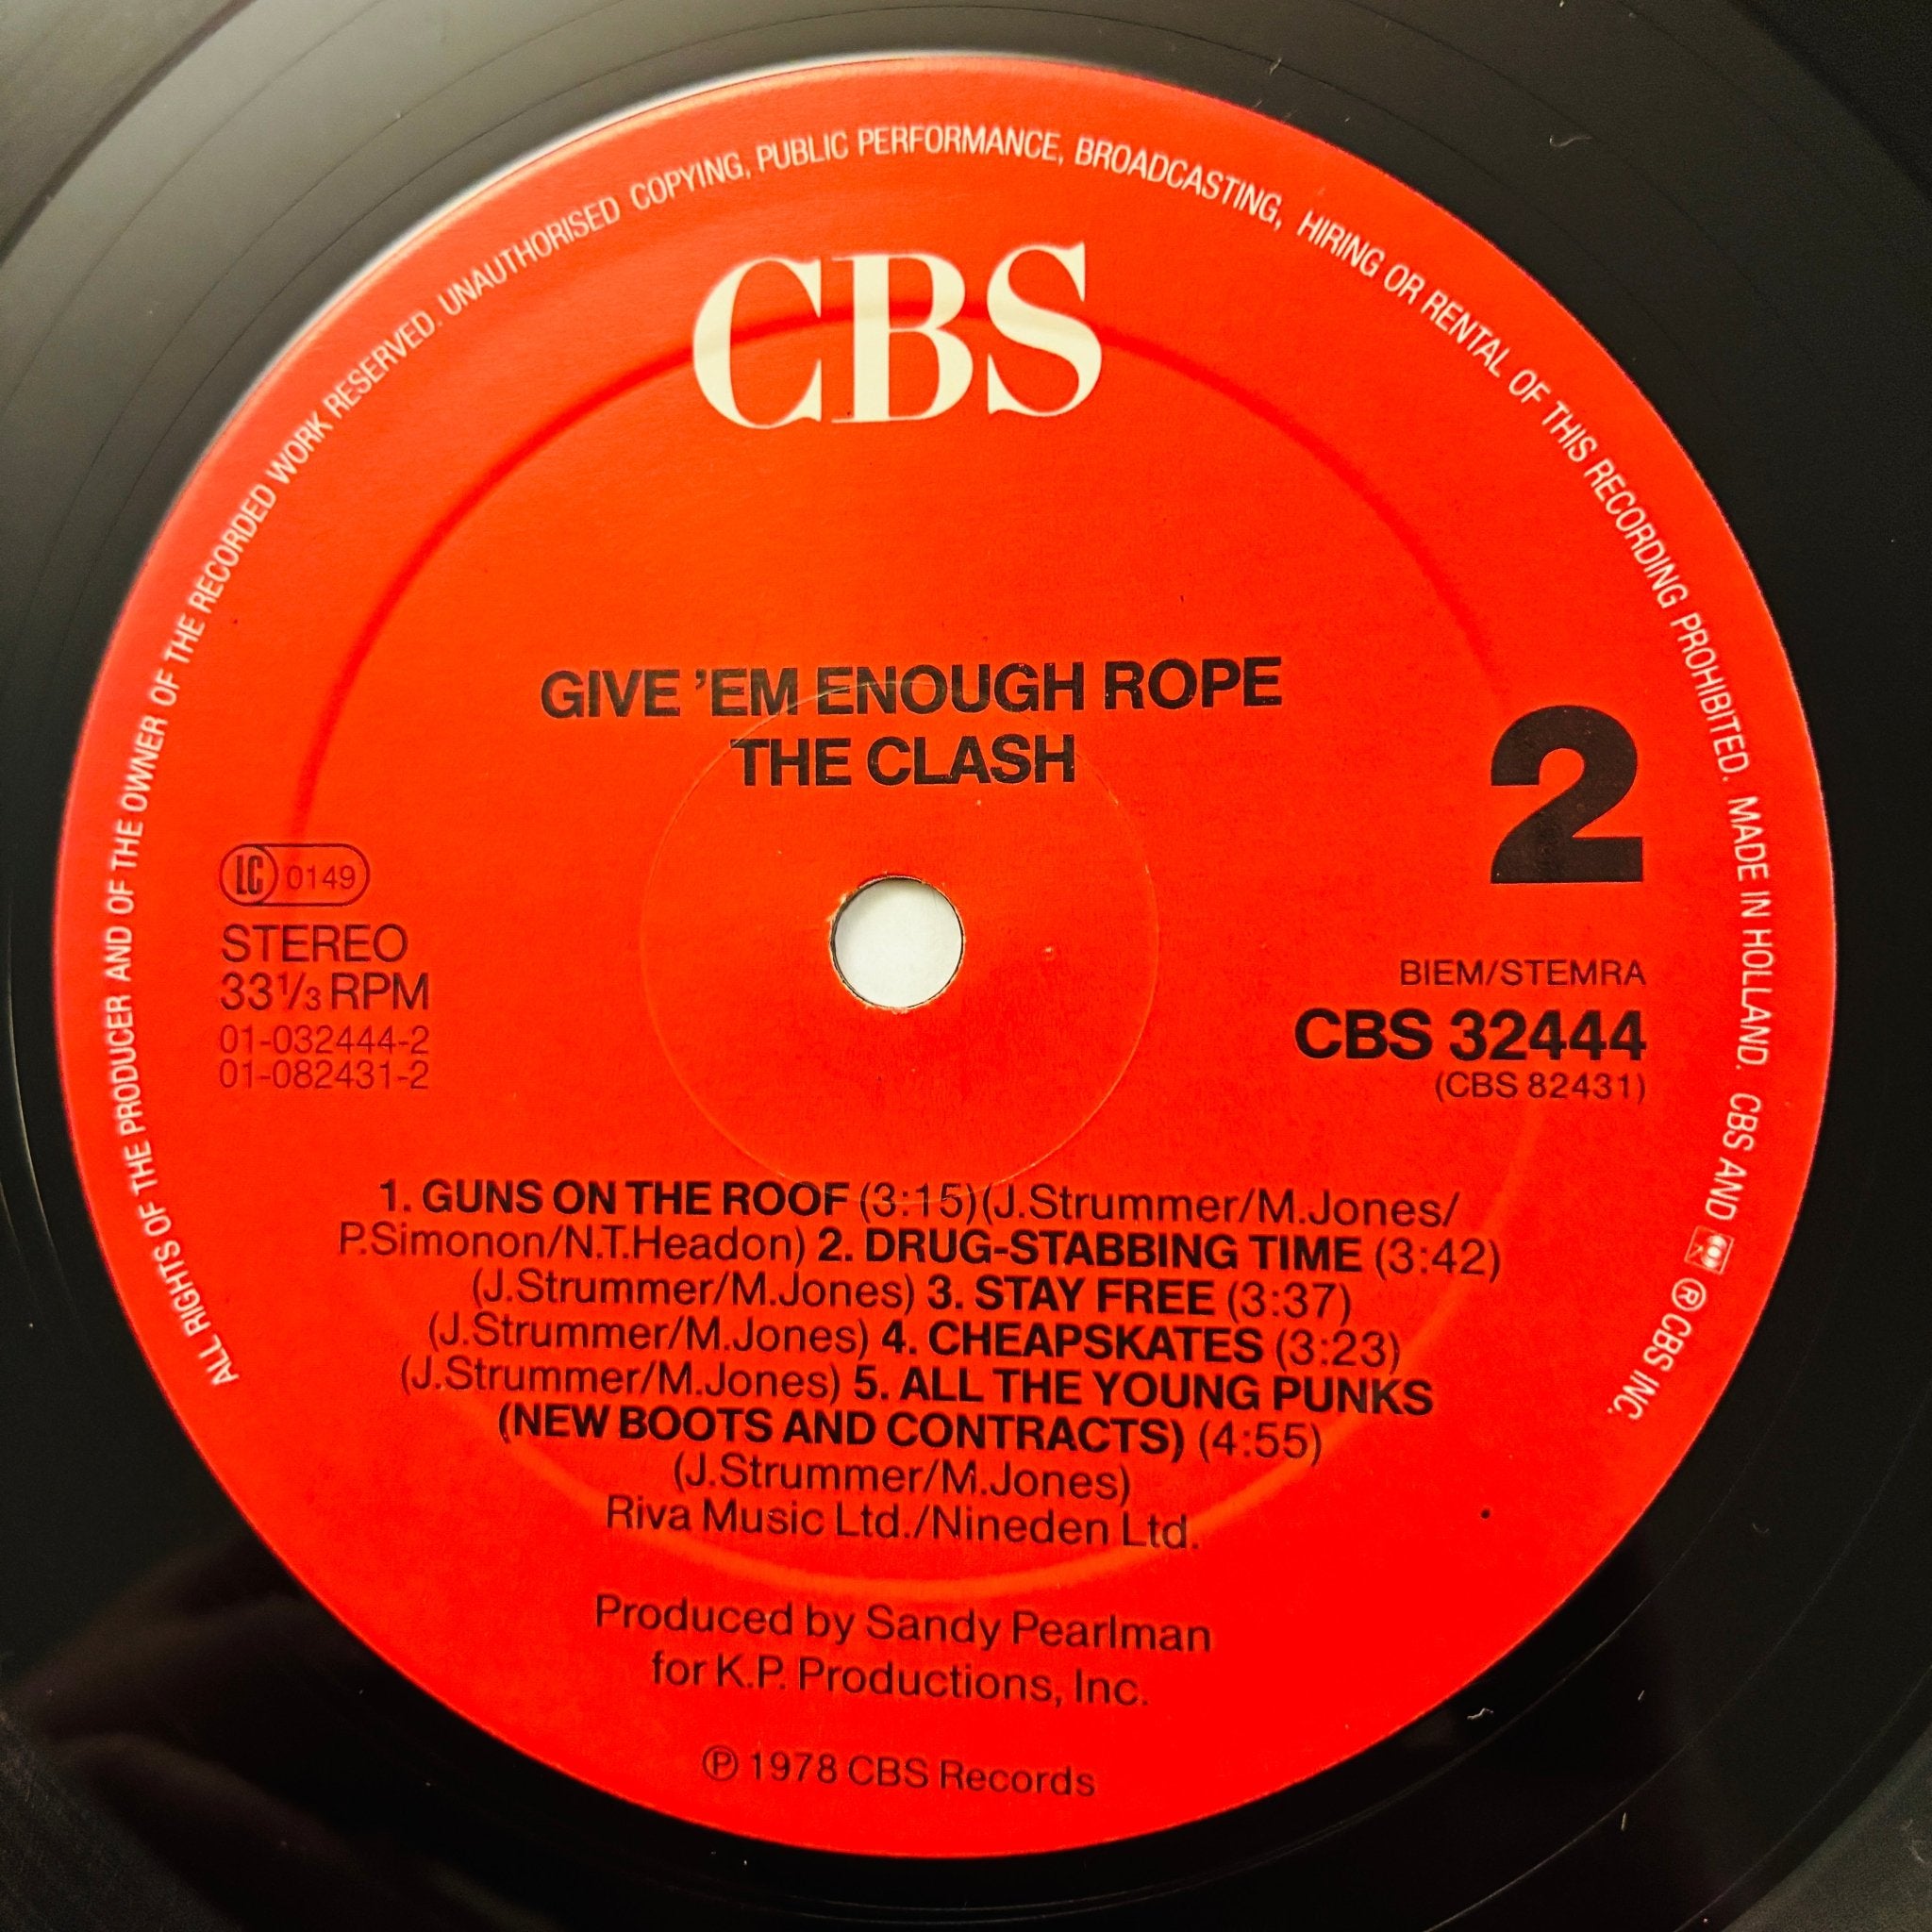 ALL RIGHTS OF THE PRODUCER AND OF THE OWNER OF THE RECORDED WORK RESERVED. UNAUTHORISED COPYING, PUBLIC PERFORMANCE, BROADCASTING, HIRING OR RENTAL OF THIS RECORDING PROHIBITED. MADE IN HOLLAND. CBS AND ® CBS INC.
CBS
GIVE 'EM ENOUGH ROPE
THE CLASH
2
LC 0149
STEREO
33⅓ RPM
01-032444-2
01-082431-2
BIEM/STEMRA
CBS 32444
(CBS 82431)
1. GUNS ON THE ROOF (3:15)(J.Strummer/M.Jones/
P.Simonon/N.T.Headon) 2. DRUG-STABBING TIME (3:42)
(J.Strummer/M.Jones) 3. STAY FREE (3:37)
(J.Strummer/M.Jones) 4. CHEAPSKATES (3:23)
(J.Strummer/M.Jones) 5. ALL THE YOUNG PUNKS
(NEW BOOTS AND CONTRACTS) (4:55)
(J.Strummer/M.Jones)
Riva Music Ltd./Nineden Ltd.
Produced by Sandy Pearlman
for K.P. Productions, Inc.
℗ 1978 CBS Records